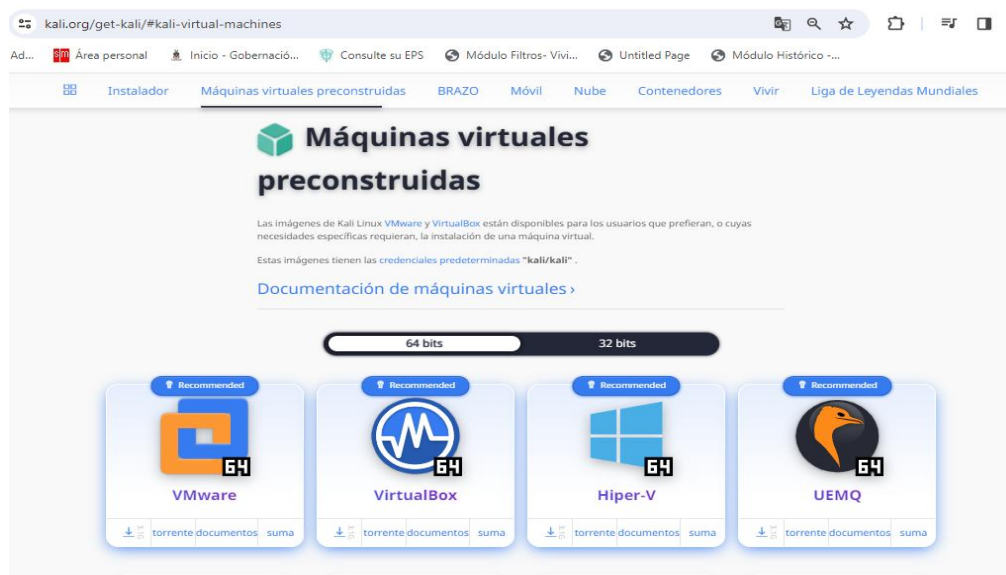 kali.org/get-kali/#kali-virtual-machines
Ad... sm Área personal Inicio - Gobernació... Consulte su EPS Módulo Filtros- Vivi... Untitled Page Módulo Histórico -...
Instalador Máquinas virtuales preconstruidas BRAZO Móvil Nube Contenedores Vivir Liga de Leyendas Mundiales
Máquinas virtuales
preconstruidas
Las imágenes de Kali Linux VMware y VirtualBox están disponibles para los usuarios que prefieran, o cuyas
necesidades específicas requieran, la instalación de una máquina virtual.
Estas imágenes tienen las credenciales predeterminadas "kali/kali" .
Documentación de máquinas virtuales ›
64 bits 32 bits
Recommended Recommended Recommended Recommended
64 64 64 64
VMware VirtualBox Hiper-V UEMQ
torrente documentos suma torrente documentos suma torrente documentos suma torrente documentos suma